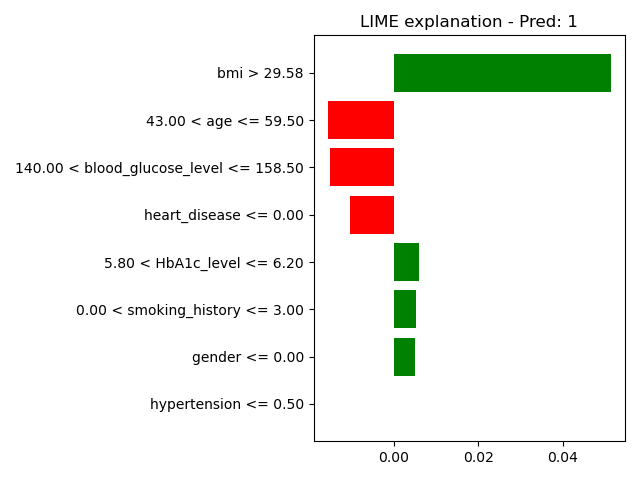 LIME explanation - Pred: 1
bmi > 29.58
43.00 < age <= 59.50
140.00 < blood_glucose_level <= 158.50
heart_disease <= 0.00
5.80 < HbA1c_level <= 6.20
0.00 < smoking_history <= 3.00
gender <= 0.00
hypertension <= 0.50
0.00 0.02 0.04